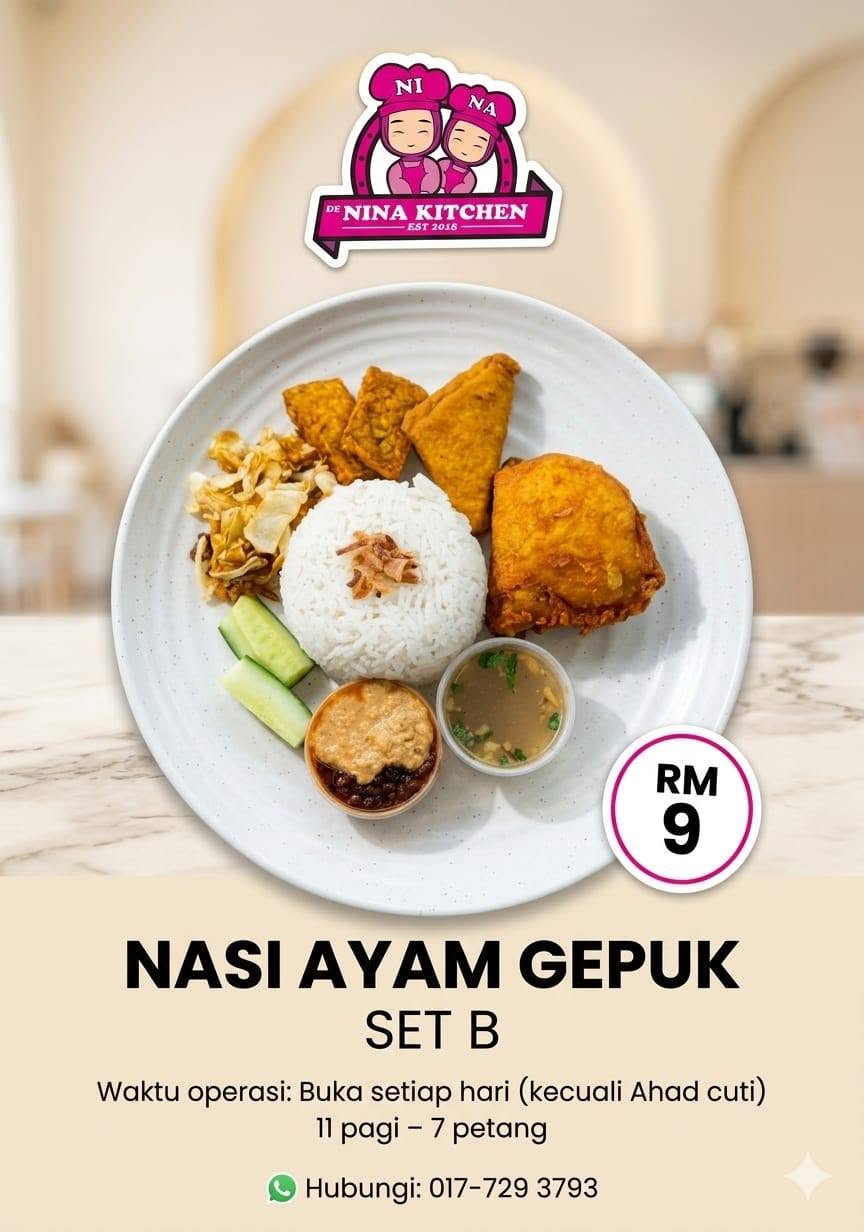 NI
NA
DE NINA KITCHEN
EST 2018
RM
9
NASI AYAM GEPUK
SET B
Waktu operasi: Buka setiap hari (kecuali Ahad cuti)
11 pagi – 7 petang
Hubungi: 017-729 3793